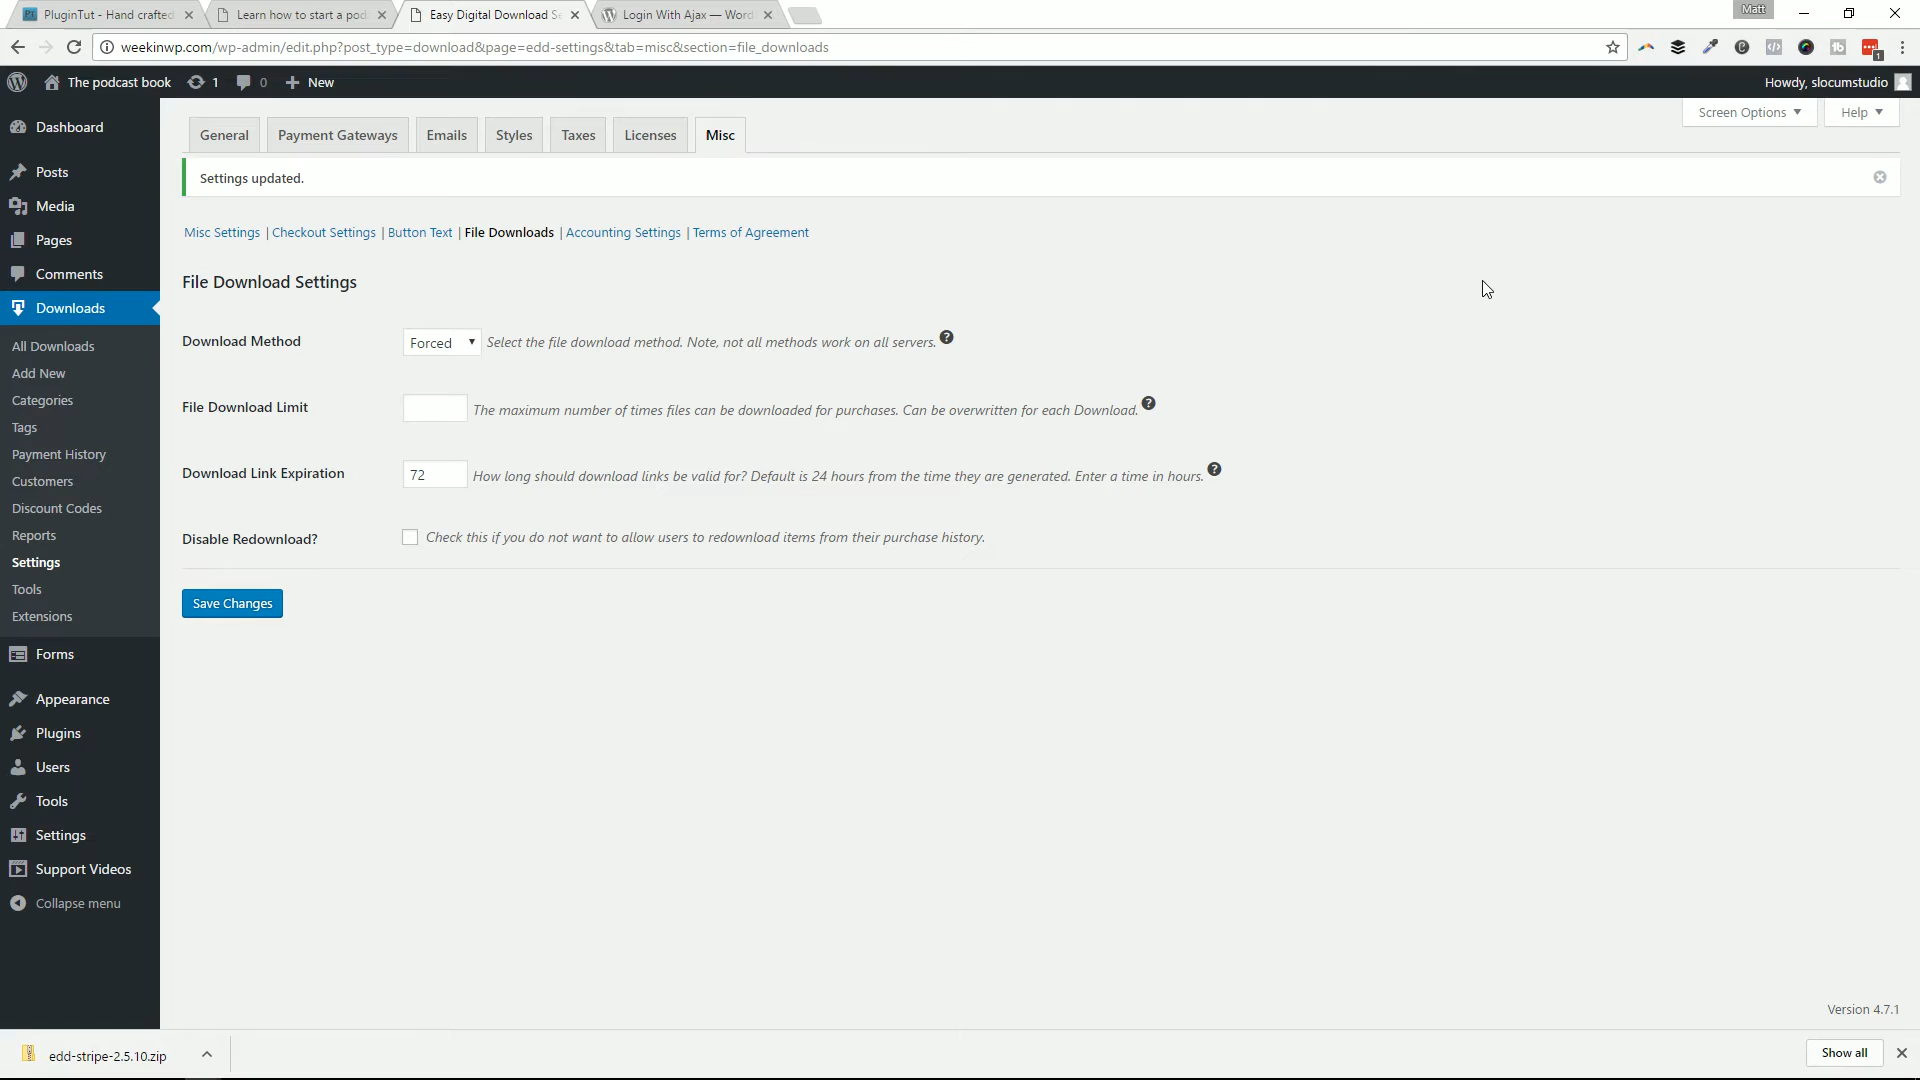 PluginTut - Hand crafted
Learn how to start a pod
Easy Digital Download Se
Login With Ajax — Word
Matt
weekinwp.com/wp-admin/edit.php?post_type=download&page=edd-settings&tab=misc&section=file_downloads
1
The podcast book
1
0
New
Howdy, slocumstudio
Screen Options
Help
Dashboard
Posts
Media
Pages
Comments
Downloads
All Downloads
Add New
Categories
Tags
Payment History
Customers
Discount Codes
Reports
Settings
Tools
Extensions
Forms
Appearance
Plugins
Users
Tools
Settings
Support Videos
Collapse menu
General
Payment Gateways
Emails
Styles
Taxes
Licenses
Misc
Settings updated.
Misc Settings | Checkout Settings | Button Text | File Downloads | Accounting Settings | Terms of Agreement
File Download Settings
Download Method
Forced
Select the file download method. Note, not all methods work on all servers.
File Download Limit
The maximum number of times files can be downloaded for purchases. Can be overwritten for each Download.
Download Link Expiration
72
How long should download links be valid for? Default is 24 hours from the time they are generated. Enter a time in hours.
Disable Redownload?
Check this if you do not want to allow users to redownload items from their purchase history.
Save Changes
Version 4.7.1
edd-stripe-2.5.10.zip
Show all